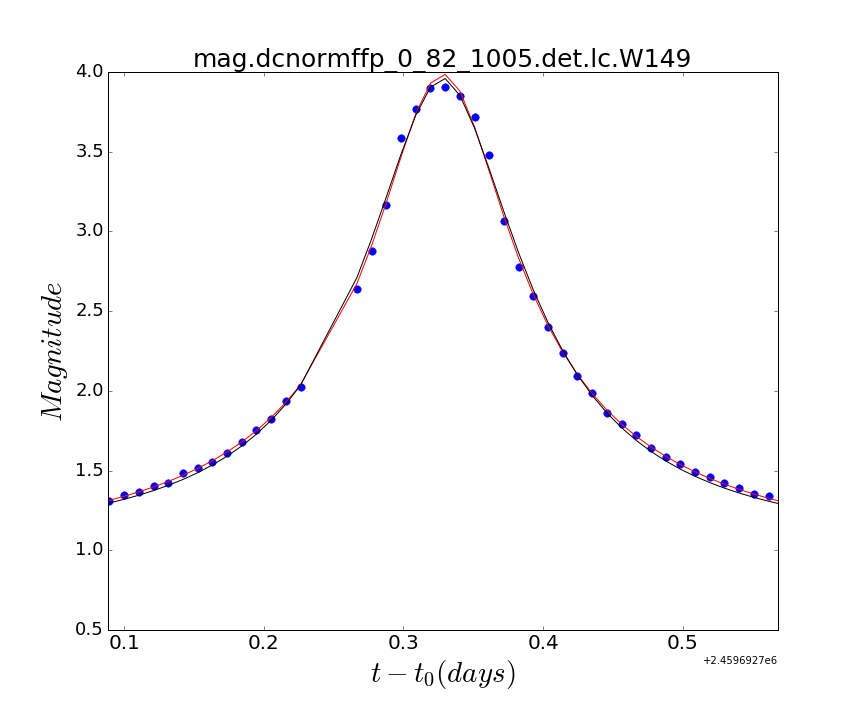 mag.dcnormffp_0_82_1005.det.lc.W149
4.0
3.5
3.0
2.5
2.0
1.5
1.0
0.5
Magnitude
0.1 0.2 0.3 0.4 0.5
+2.4596927e6
t − t₀(days)